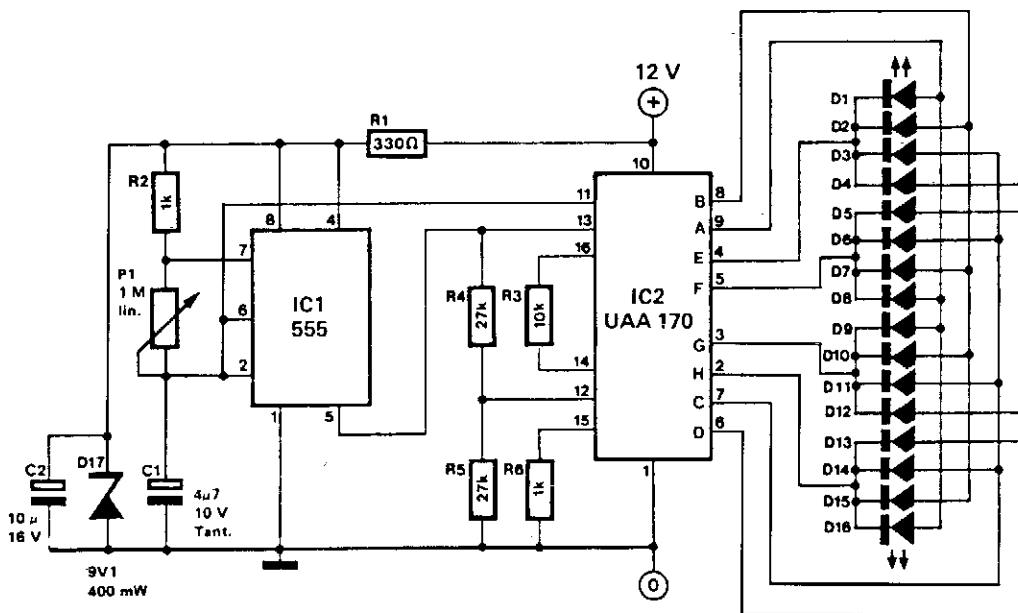 12 V
+
R1
330Ω
R2
1k
8
4
7
6
2
1
5
P1
1 M
lin.
IC1
555
10
11
13
16
14
12
15
1
R4
27k
R3
10k
R5
27k
R6
1k
IC2
UAA 170
B
A
E
F
G
H
C
D
8
9
4
5
3
2
7
6
D1
D2
D3
D4
D5
D6
D7
D8
D9
D10
D11
D12
D13
D14
D15
D16
C2
10 µ
16 V
D17
9V1
400 mW
C1
4µ7
10 V
Tant.
0